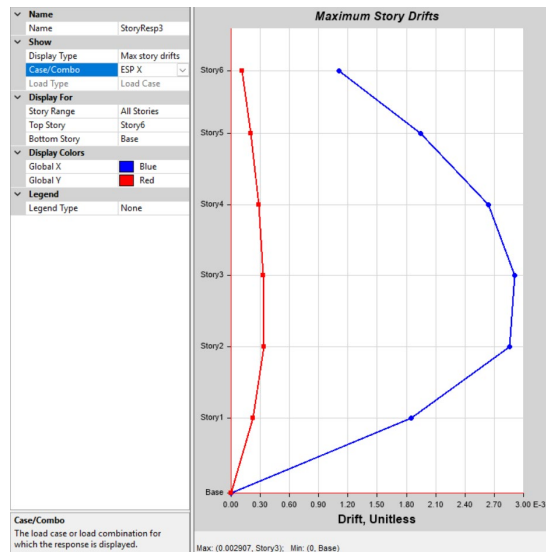 Name
Name StoryResp3
Show
Display Type Max story drifts
Case/Combo ESP X
Load Type Load Case
Display For
Story Range All Stories
Top Story Story6
Bottom Story Base
Display Colors
Global X Blue
Global Y Red
Legend
Legend Type None
Case/Combo
The load case or load combination for
which the response is displayed.
Maximum Story Drifts
Story6
Story5
Story4
Story3
Story2
Story1
Base
0.00 0.30 0.60 0.90 1.20 1.50 1.80 2.10 2.40 2.70 3.00 E-3
Drift, Unitless
Max: (0.002907, Story3); Min: (0, Base)